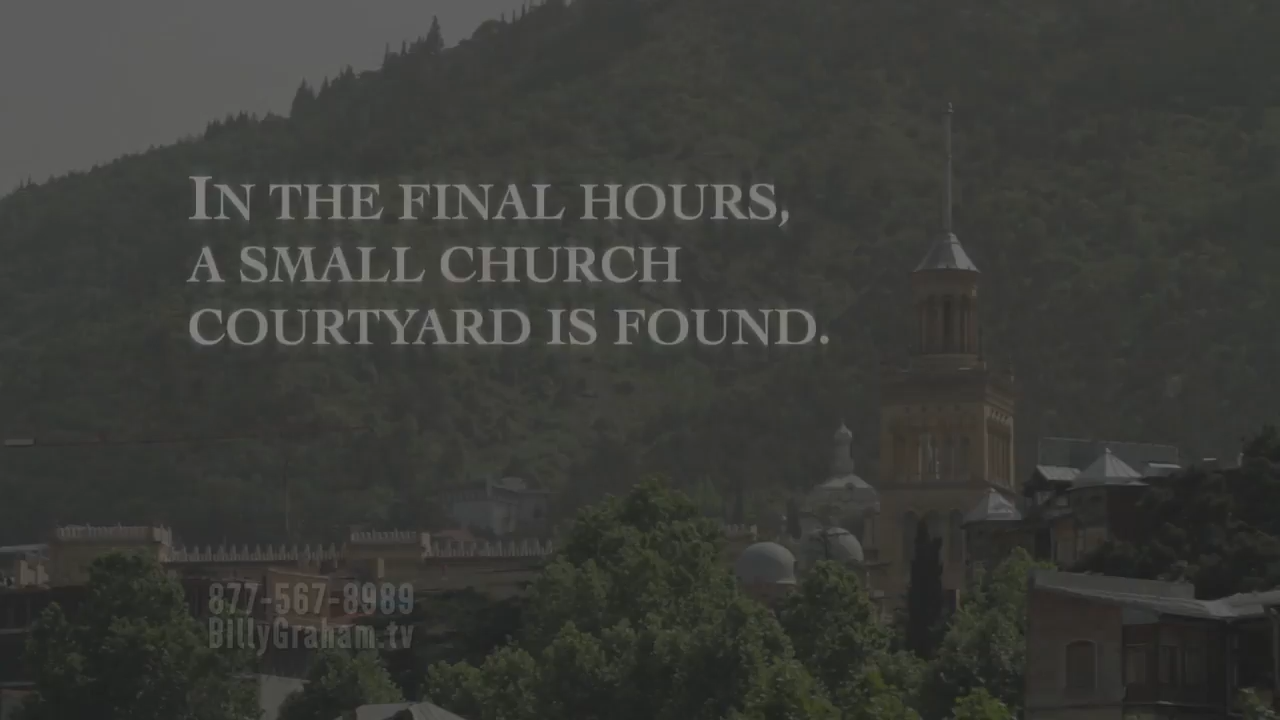 IN THE FINAL HOURS,
A SMALL CHURCH
COURTYARD IS FOUND.
877-567-8989
BillyGraham.tv